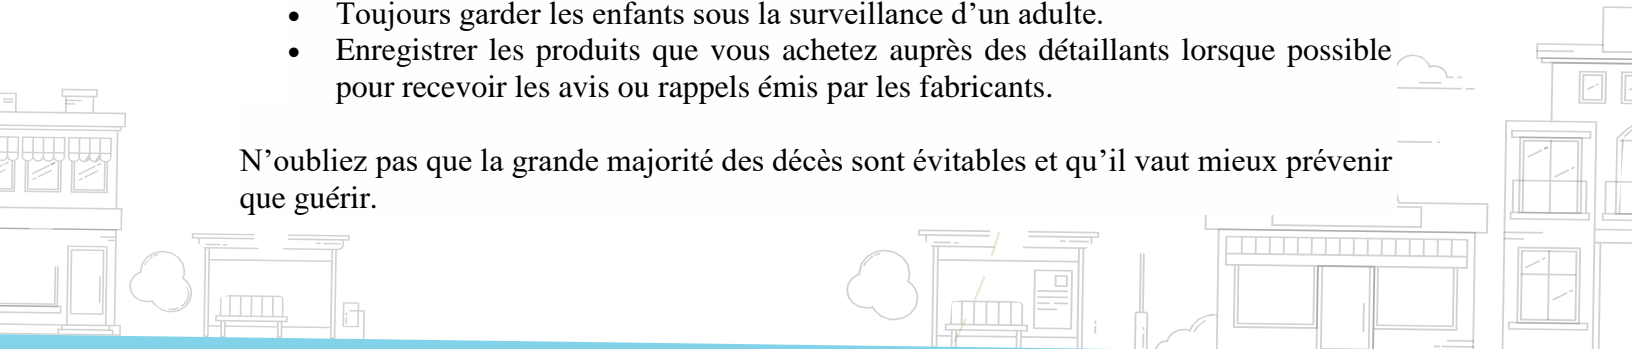 • Toujours garder les enfants sous la surveillance d’un adulte.
• Enregistrer les produits que vous achetez auprès des détaillants lorsque possible
pour recevoir les avis ou rappels émis par les fabricants.
N’oubliez pas que la grande majorité des décès sont évitables et qu’il vaut mieux prévenir
que guérir.